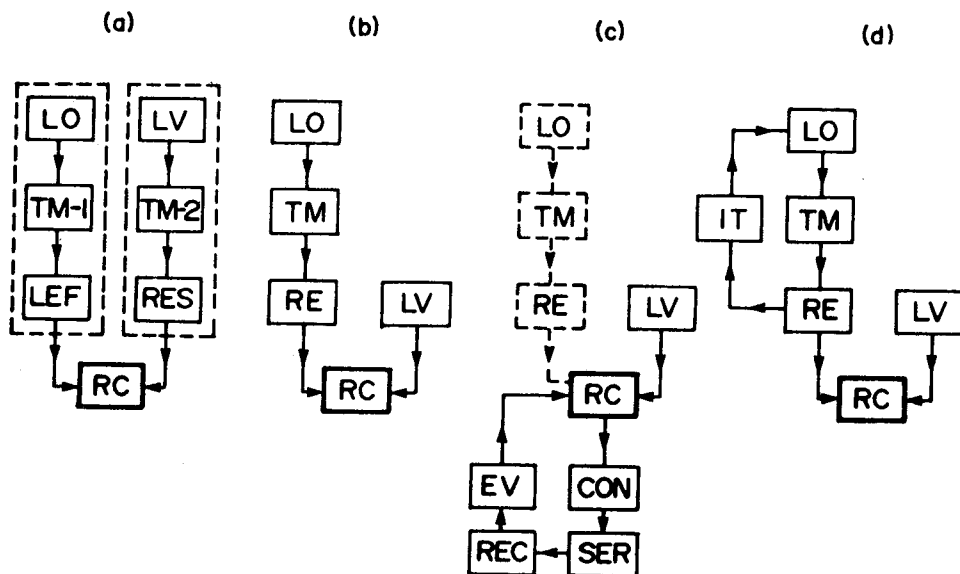 (a) (b) (c) (d)
LO LV LO LO LO
TM-1 TM-2 TM TM IT TM
LEF RES RE LV RE LV RE LV
RC RC RC RC
EV CON
REC SER